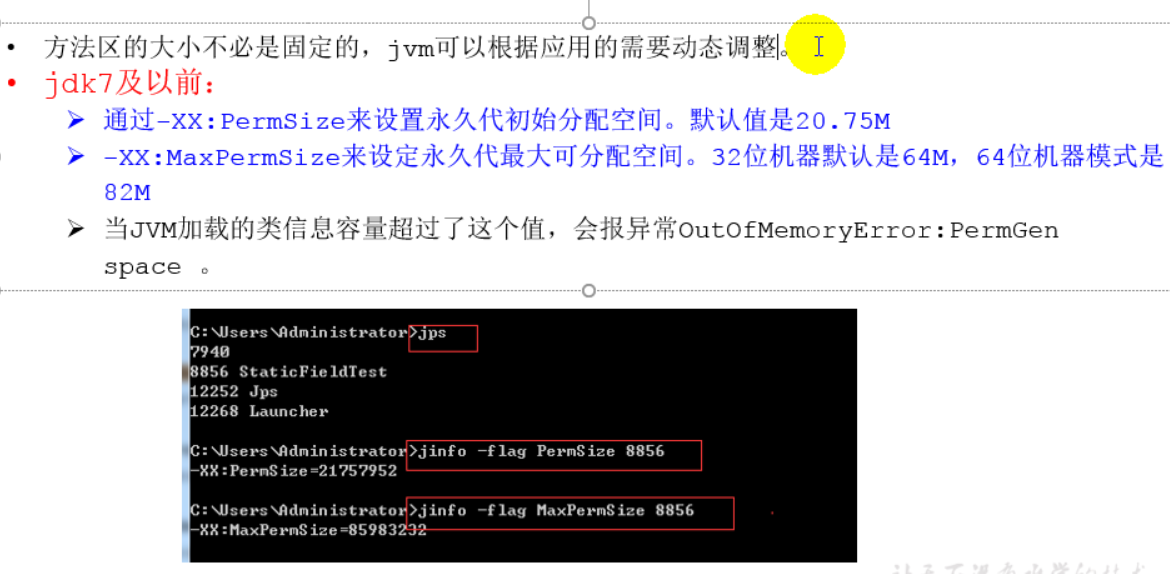 • 方法区的大小不必是固定的，jvm可以根据应用的需要动态调整。
• jdk7及以前：
➢ 通过-XX:PermSize来设置永久代初始分配空间。默认值是20.75M
➢ -XX:MaxPermSize来设定永久代最大可分配空间。32位机器默认是64M，64位机器模式是
82M
➢ 当JVM加载的类信息容量超过了这个值，会报异常OutOfMemoryError:PermGen
space 。
C:\Users\Administrator>jps
7940
8856 StaticFieldTest
12252 Jps
12268 Launcher
C:\Users\Administrator>jinfo -flag PermSize 8856
-XX:PermSize=21757952
C:\Users\Administrator>jinfo -flag MaxPermSize 8856
-XX:MaxPermSize=85983232